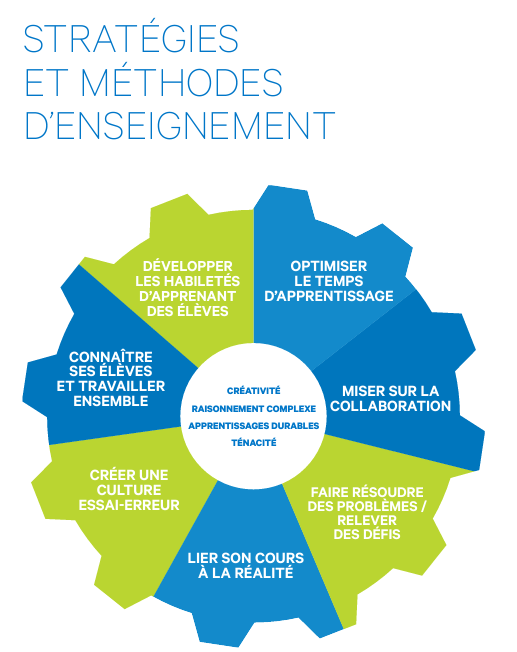 STRATÉGIES
ET MÉTHODES
D'ENSEIGNEMENT
DÉVELOPPER
LES HABILETÉS
D'APPRENANT
DES ÉLÈVES
OPTIMISER
LE TEMPS
D'APPRENTISSAGE
CONNAÎTRE
SES ÉLÈVES
ET TRAVAILLER
ENSEMBLE
CRÉATIVITÉ
RAISONNEMENT COMPLEXE
APPRENTISSAGES DURABLES
TÉNACITÉ
MISER SUR LA
COLLABORATION
CRÉER UNE
CULTURE
ESSAI-ERREUR
FAIRE RÉSOUDRE
DES PROBLÈMES /
RELEVER
DES DÉFIS
LIER SON COURS
À LA RÉALITÉ